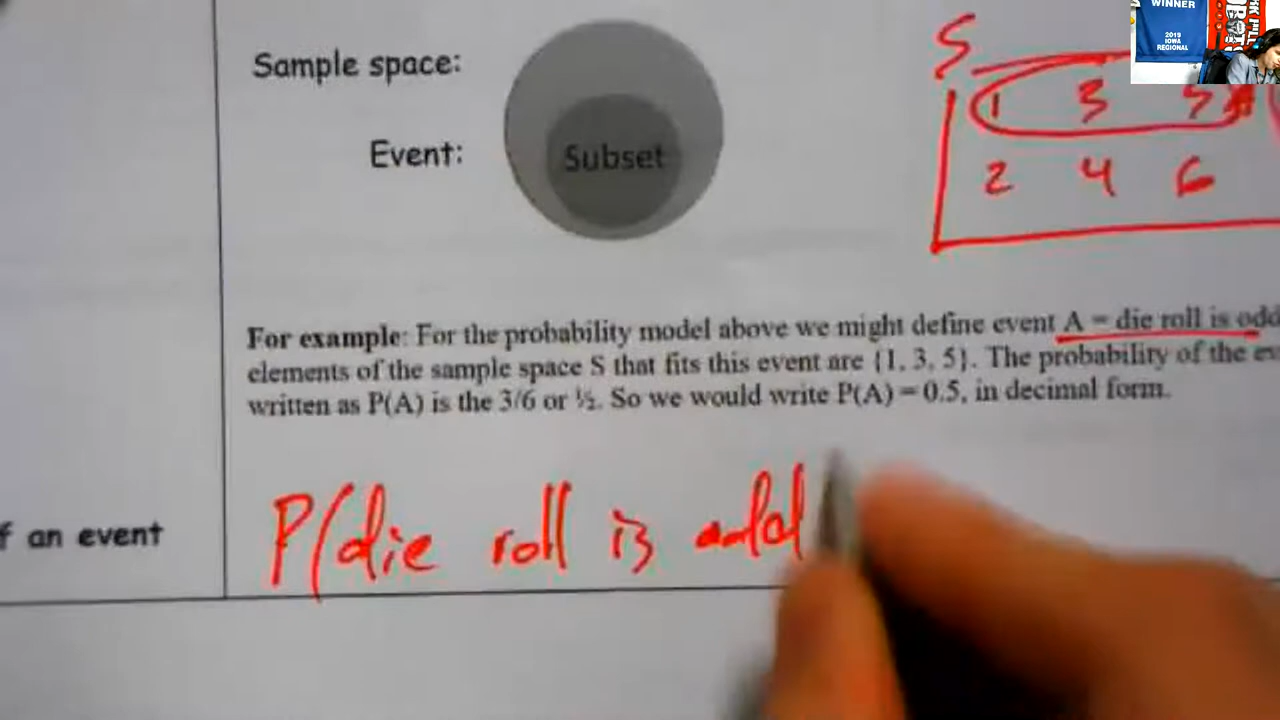 WINNER
2019
IOWA
REGIONAL
Sample space:
Event:
Subset
S
1 3 5
2 4 6
For example: For the probability model above we might define event A = die roll is odd
elements of the sample space S that fits this event are {1, 3, 5}. The probability of the
written as P(A) is the 3/6 or ½. So we would write P(A) = 0.5, in decimal form.
P(die roll is odd
f an event